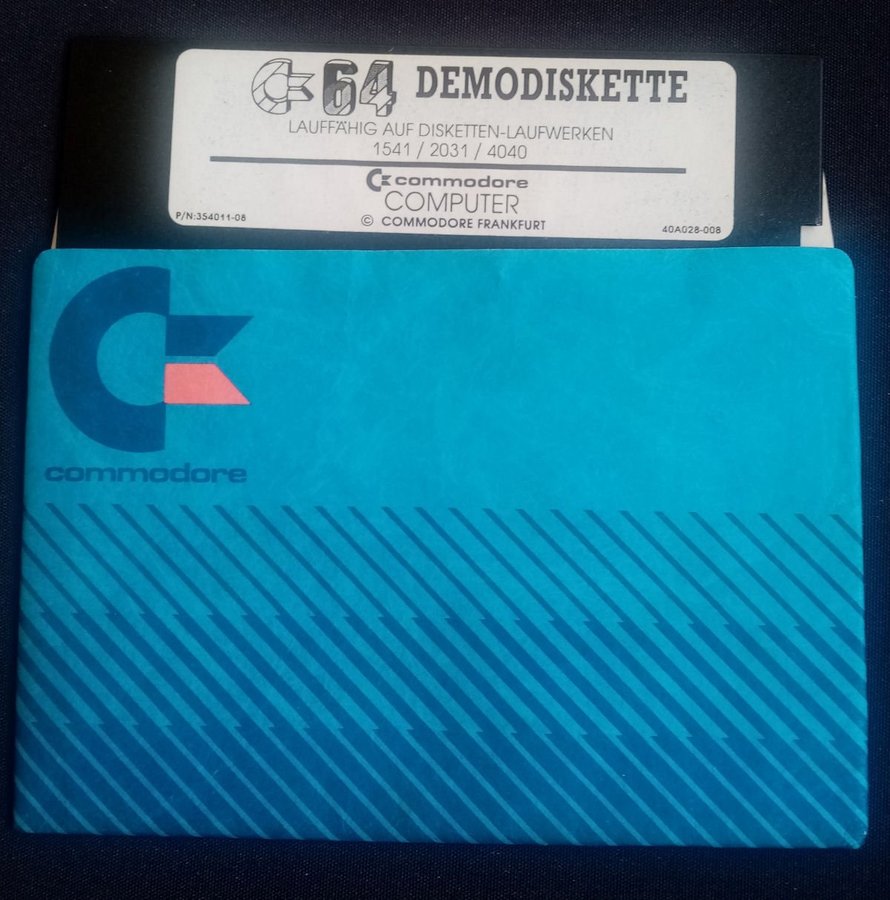 C= 64 DEMODISKETTE
LAUFFÄHIG AUF DISKETTEN-LAUFWERKEN
1541 / 2031 / 4040
commodore
COMPUTER
© COMMODORE FRANKFURT
P/N:354011-08
40A028-008
commodore